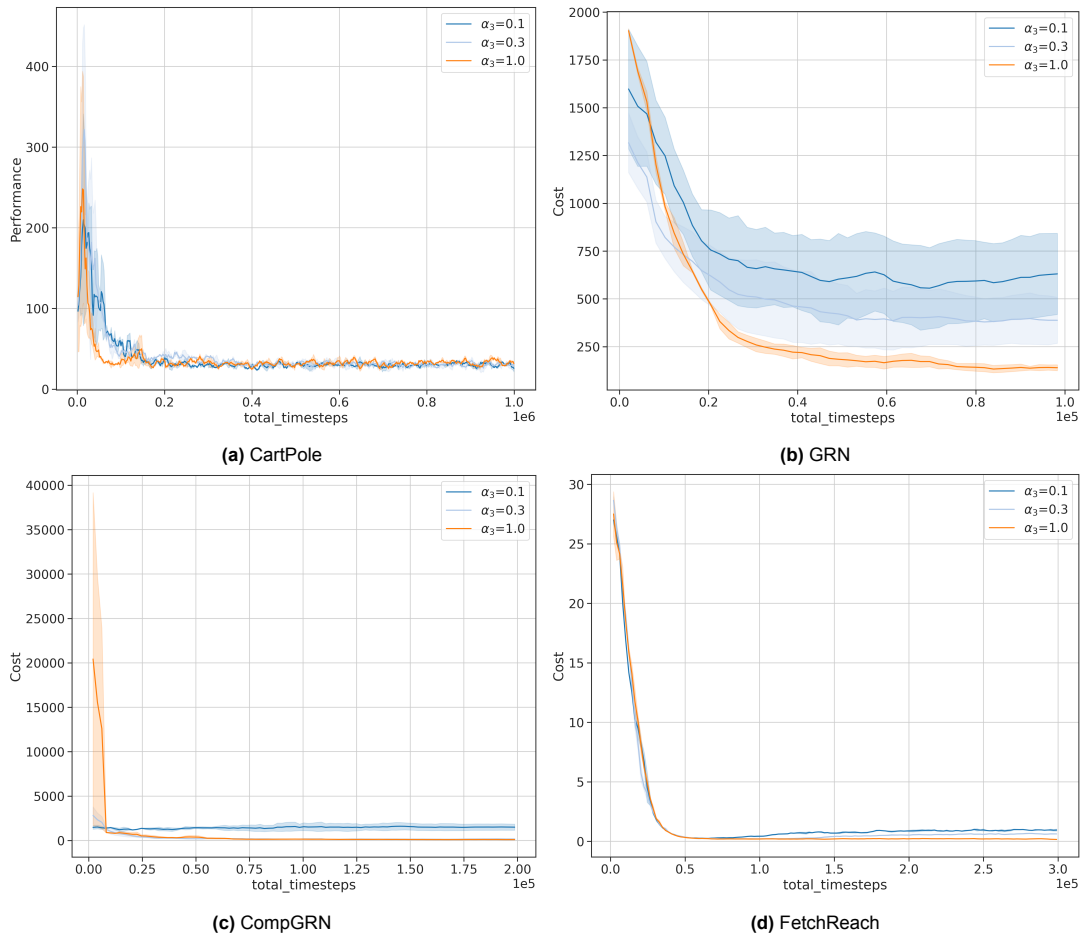 α₃=0.1
α₃=0.3
α₃=1.0
400
300
200
100
0
Performance
0.0 0.2 0.4 0.6 0.8 1.0
1e6
total_timesteps
(a) CartPole
α₃=0.1
α₃=0.3
α₃=1.0
2000
1750
1500
1250
1000
750
500
250
Cost
0.0 0.2 0.4 0.6 0.8 1.0
1e5
total_timesteps
(b) GRN
α₃=0.1
α₃=0.3
α₃=1.0
40000
35000
30000
25000
20000
15000
10000
5000
0
Cost
0.00 0.25 0.50 0.75 1.00 1.25 1.50 1.75 2.00
1e5
total_timesteps
(c) CompGRN
α₃=0.1
α₃=0.3
α₃=1.0
30
25
20
15
10
5
0
Cost
0.0 0.5 1.0 1.5 2.0 2.5 3.0
1e5
total_timesteps
(d) FetchReach